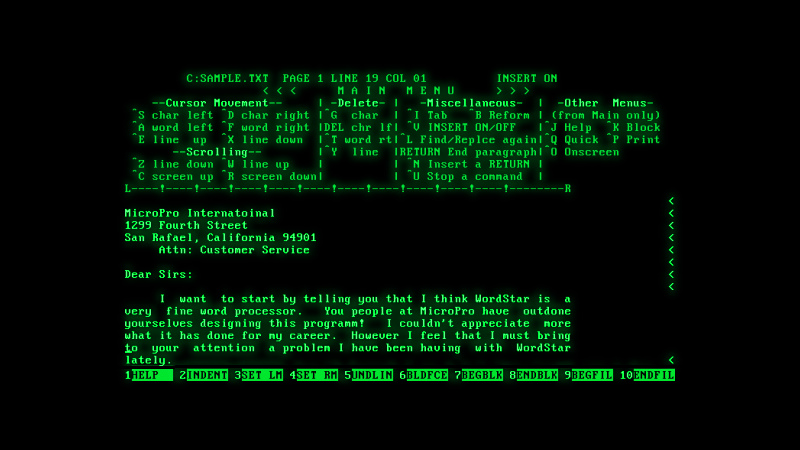 C:SAMPLE.TXT  PAGE 1 LINE 19 COL 01          INSERT ON
< < <      M A I N   M E N U      > > >
--Cursor Movement--     | -Delete- |   -Miscellaneous-  |  -Other  Menus-
^S char left ^D char right |^G  char  | ^I Tab   ^B Reform | (from Main only)
^A word left ^F word right |DEL chr lf| ^V INSERT ON/OFF   |^J Help  ^K Block
^E line  up  ^X line down  |^T word rt|^L Find/Replce again|^Q Quick ^P Print
--Scrolling--        |^Y  line  |RETURN End paragraph|^O Onscreen
^Z line down ^W line up    |          | ^N Insert a RETURN |
^C screen up ^R screen down|          | ^U Stop a command  |
L----!----!----!----!----!----!----!----!----!----!----!--------R
<
MicroPro Internatoinal <
1299 Fourth Street <
San Rafael, California 94901 <
Attn: Customer Service <
<
Dear Sirs: <
<
I  want  to start by telling you that I think WordStar is  a
very  fine word processor.   You people at MicroPro have  outdone
yourselves designing this programm!   I couldn't appreciate  more
what it has done for my career.  However I feel that I must bring
to  your  attention  a problem I have been having  with  WordStar
lately. <
1HELP 2INDENT 3SET LM 4SET RM 5UNDLIN 6BLDFCE 7BEGBLK 8ENDBLK 9BEGFIL 10ENDFIL